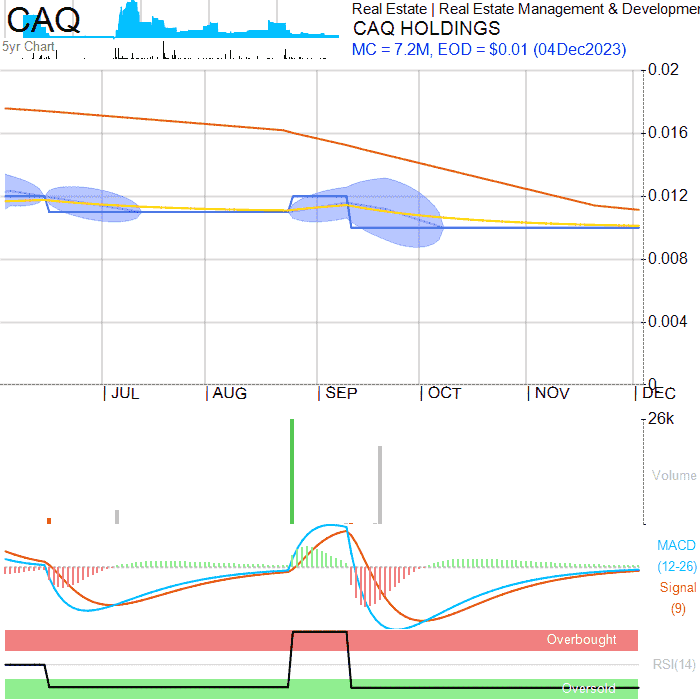 CAQ
5yr Chart
Real Estate | Real Estate Management & Developmen
CAQ HOLDINGS
MC = 7.2M, EOD = $0.01 (04Dec2023)
0.02
0.016
0.012
0.008
0.004
0
JUL AUG SEP OCT NOV DEC
26k
Volume
MACD
(12-26)
Signal
(9)
Overbought
RSI(14)
Oversold